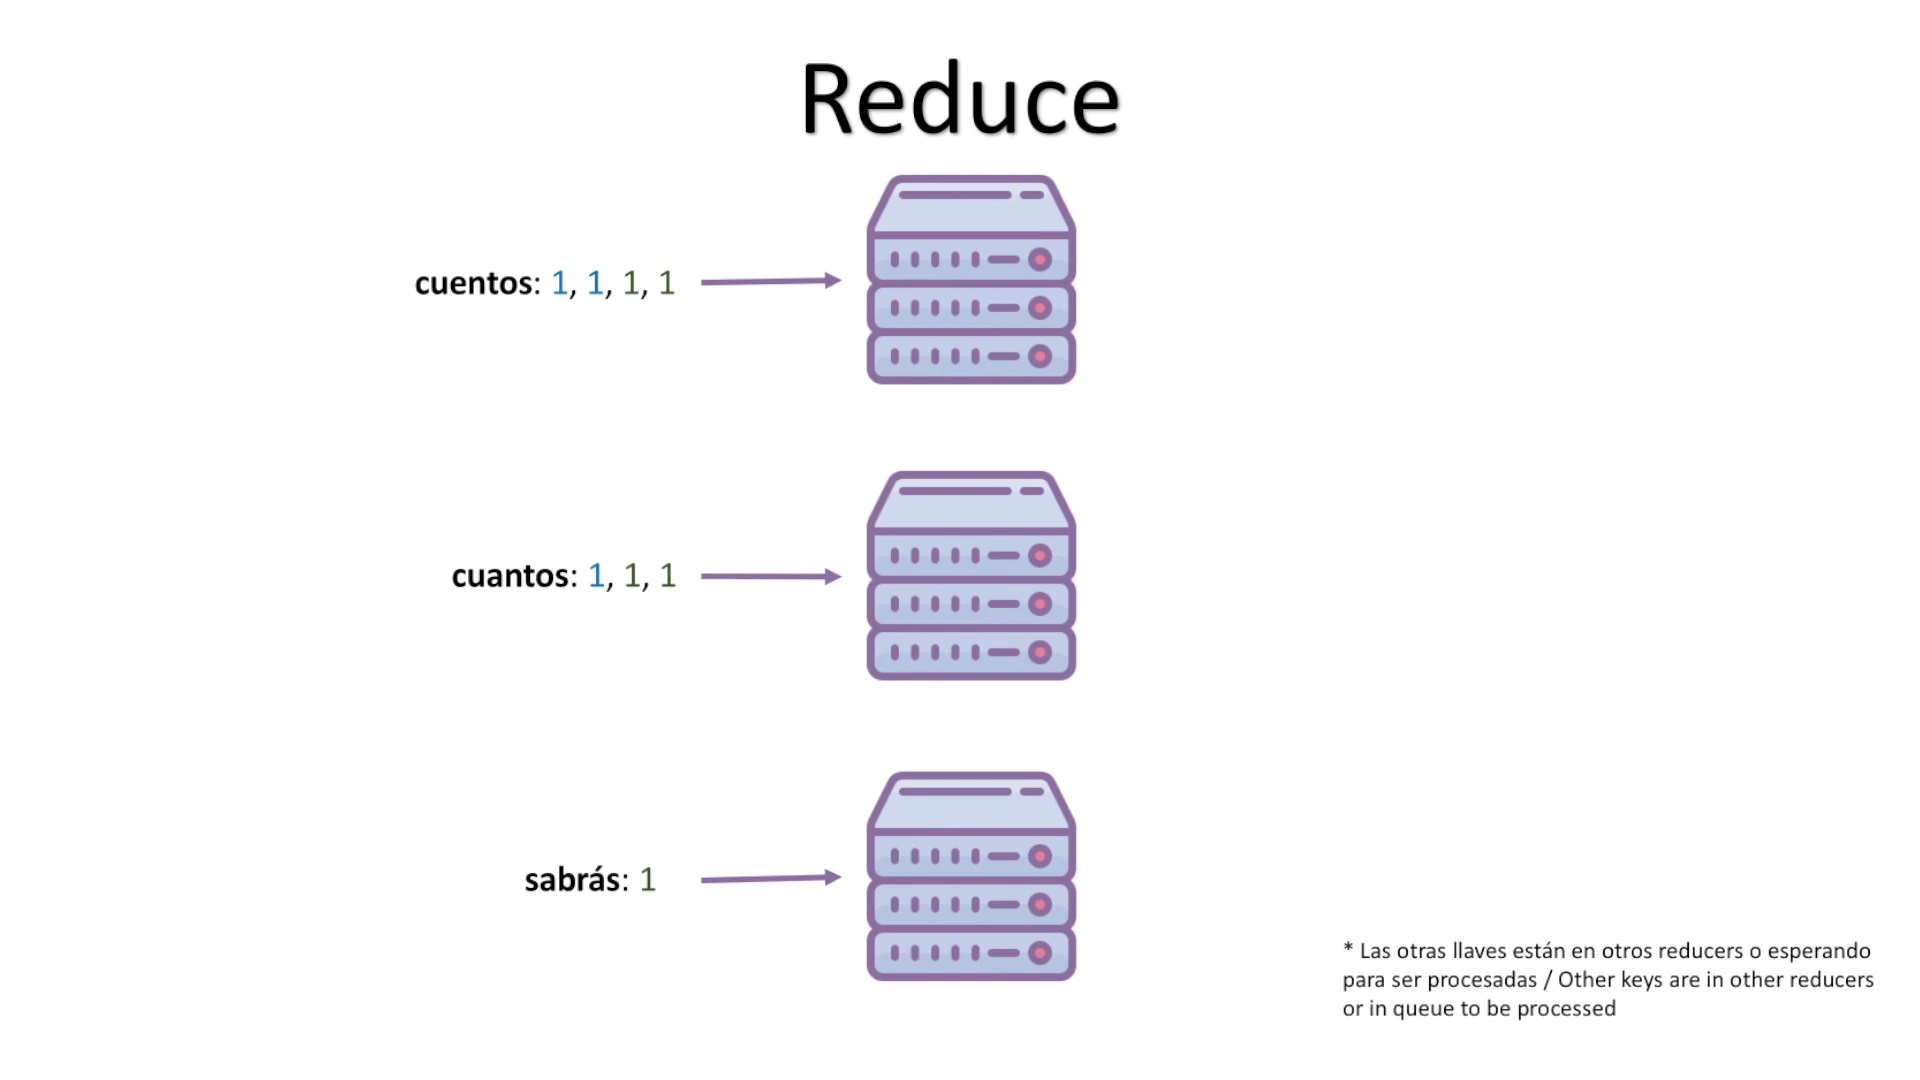 Reduce
cuentos: 1, 1, 1, 1
cuantos: 1, 1, 1
sabrás: 1
* Las otras llaves están en otros reducers o esperando
para ser procesadas / Other keys are in other reducers
or in queue to be processed